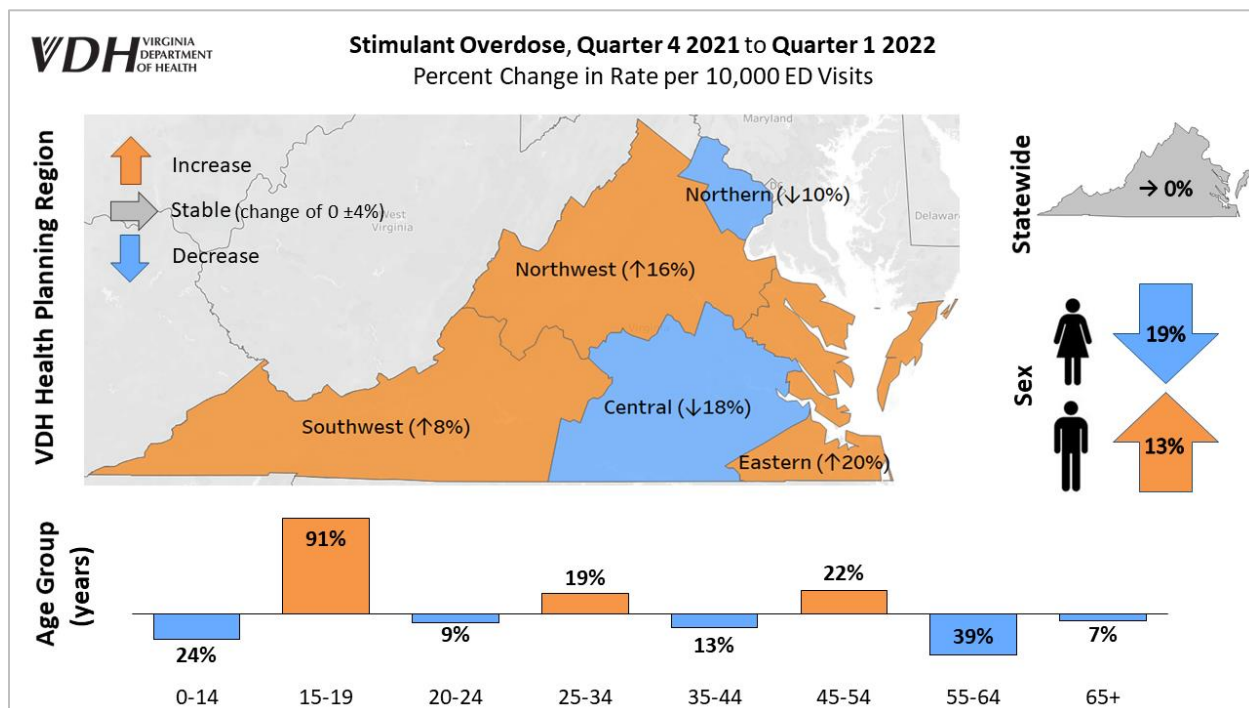 VDH VIRGINIA
DEPARTMENT
OF HEALTH
Stimulant Overdose, Quarter 4 2021 to Quarter 1 2022
Percent Change in Rate per 10,000 ED Visits
VDH Health Planning Region
Increase
Stable (change of 0 ±4%)
Decrease
West
Virginia
Maryland
DC
Delaware
Virginia
Northern (↓10%)
Northwest (↑16%)
Southwest (↑8%)
Central (↓18%)
Eastern (↑20%)
Statewide
→ 0%
Sex
19%
13%
Age Group
(years)
24%
91%
9%
19%
13%
22%
39%
7%
0-14
15-19
20-24
25-34
35-44
45-54
55-64
65+